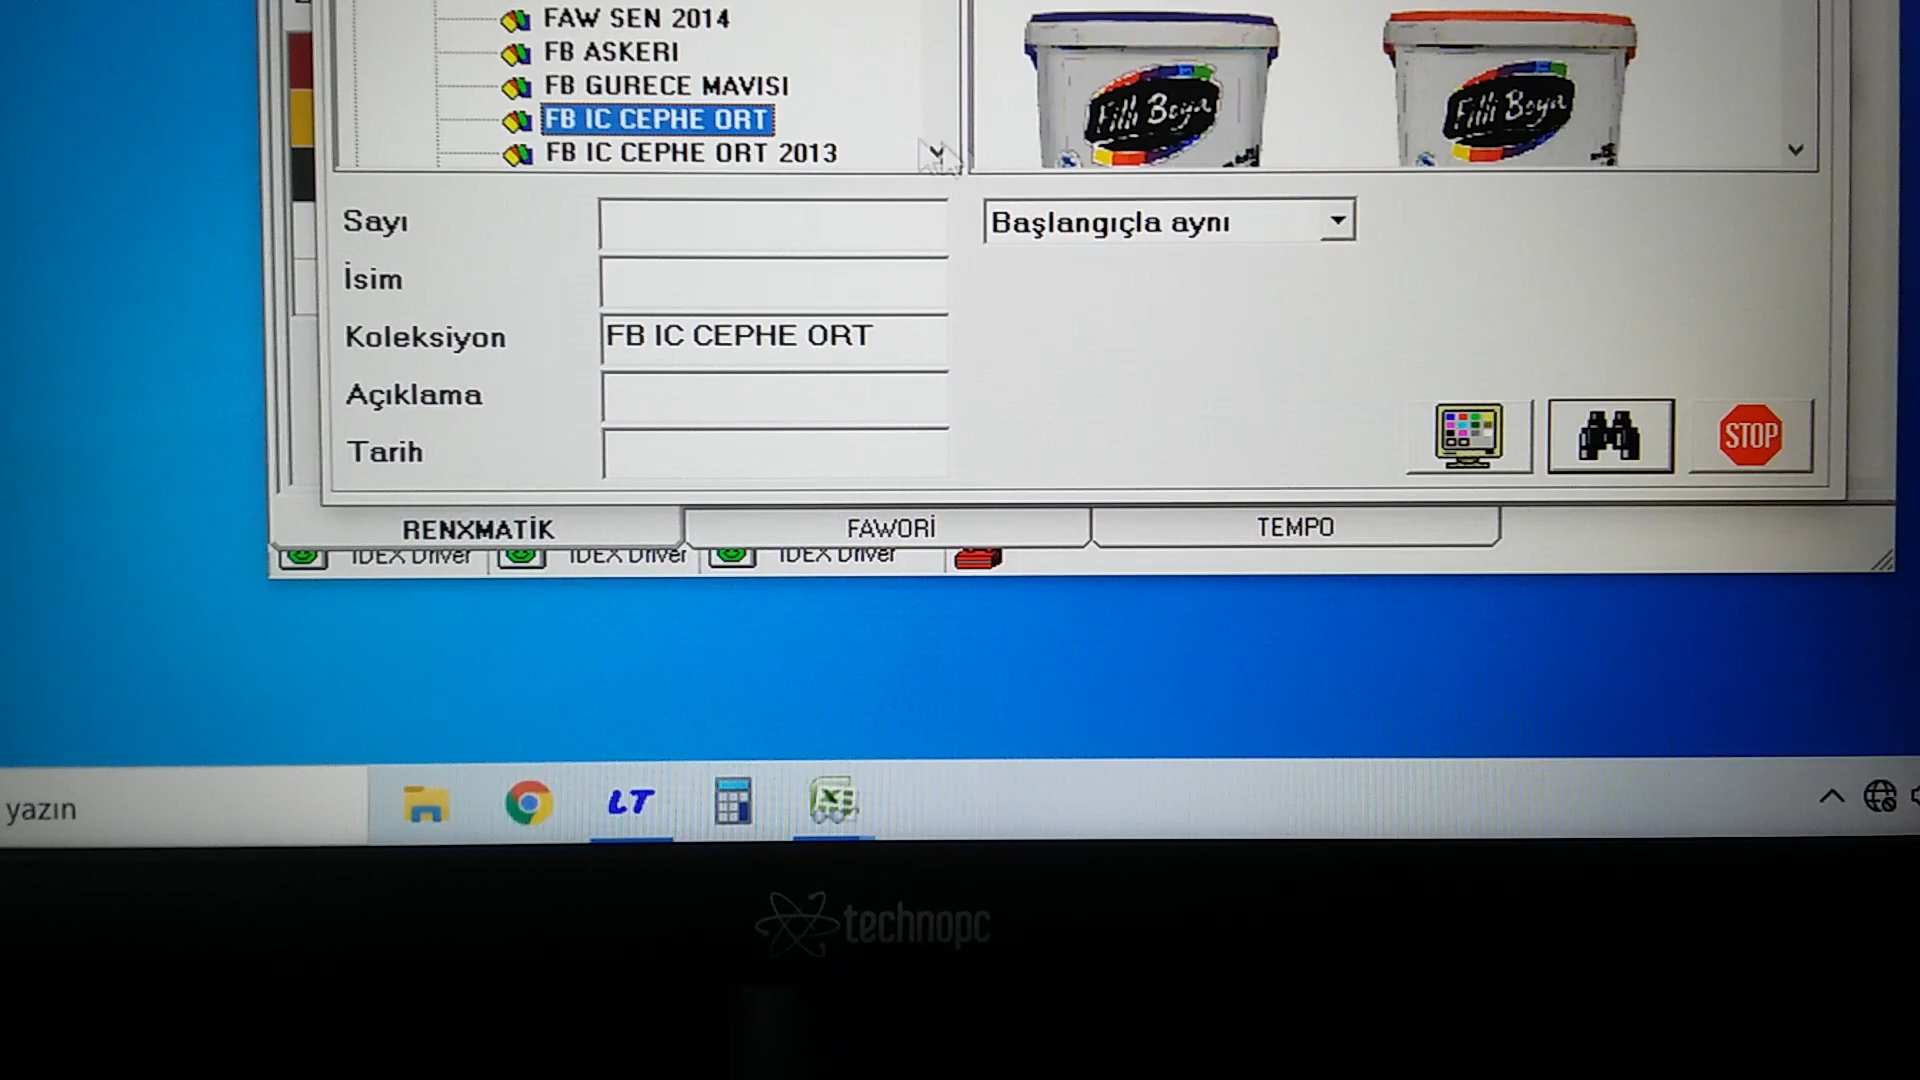 FAW SEN 2014
FB ASKERI
FB GURECE MAVISI
FB IC CEPHE ORT
FB IC CEPHE ORT 2013
Filli Boya
Filli Boya
Sayı
Başlangıçla aynı
İsim
Koleksiyon
FB IC CEPHE ORT
Açıklama
Tarih
STOP
RENXMATİK
FAWORİ
TEMPO
IDEX Driver
IDEX Driver
IDEX Driver
yazın
LT
technopc